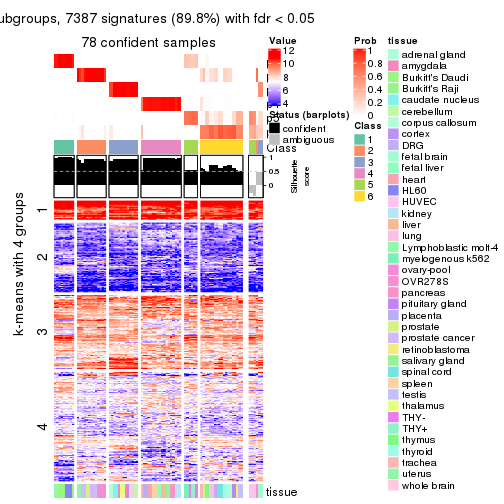 ubgroups, 7387 signatures (89.8%) with fdr < 0.05
78 confident samples
Value
12
10
8
6
4
Status (barplots)
confident
ambiguous
Class
1
0.5
0
Silhouette
score
k-means with 4 groups
1
2
3
4
tissue
Prob
1
0.8
0.6
0.4
0.2
0
Class
1
2
3
4
5
6
tissue
adrenal gland
amygdala
Burkitt's Daudi
Burkitt's Raji
caudate nucleus
cerebellum
corpus callosum
cortex
DRG
fetal brain
fetal liver
heart
HL60
HUVEC
kidney
liver
lung
Lymphoblastic molt-4
myelogenous k562
ovary-pool
OVR278S
pancreas
pituitary gland
placenta
prostate
prostate cancer
retinoblastoma
salivary gland
spinal cord
spleen
testis
thalamus
THY-
THY+
thymus
thyroid
trachea
uterus
whole brain